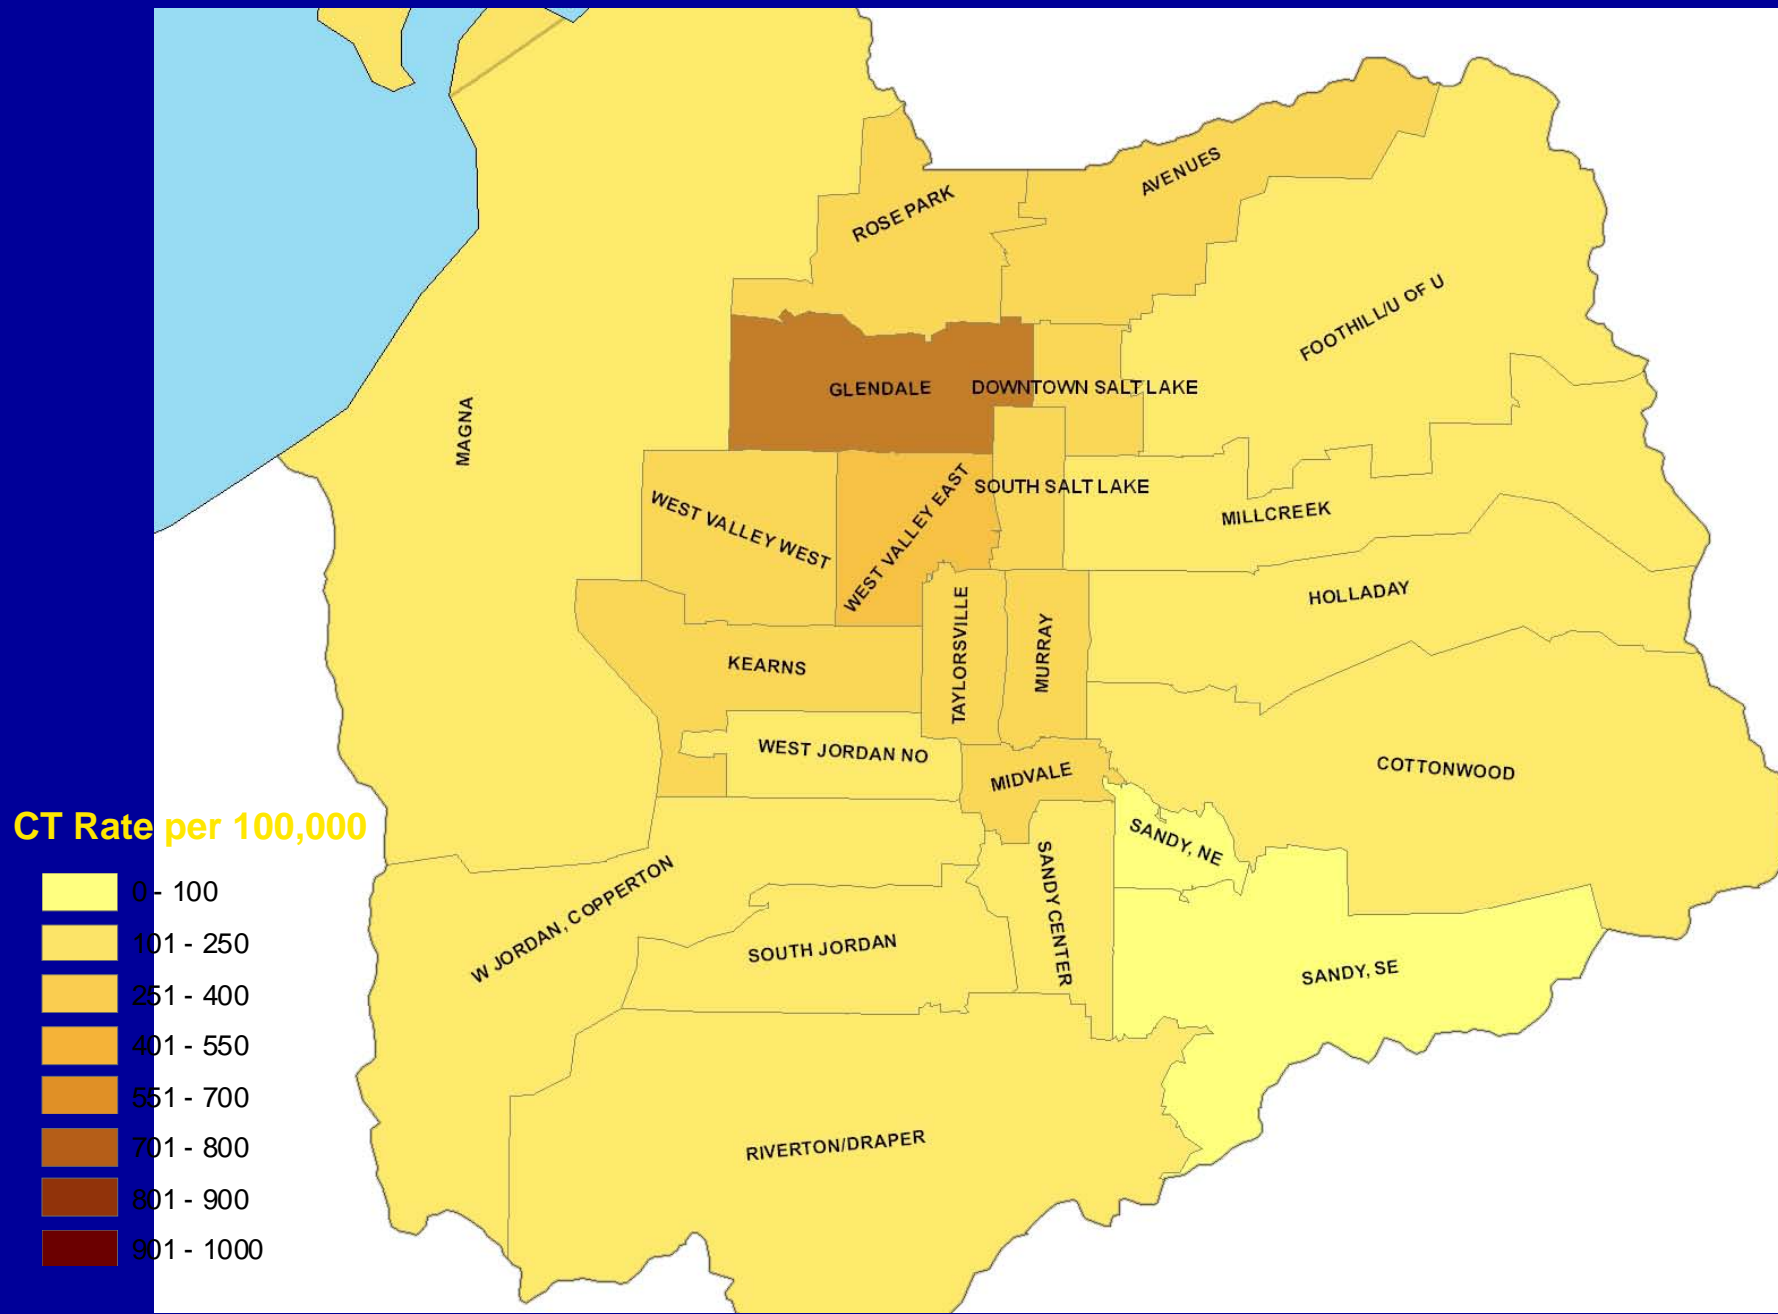 AVENUES
ROSE PARK
FOOTHILL/U OF U
GLENDALE
DOWNTOWN SALT LAKE
MAGNA
WEST VALLEY WEST
WEST VALLEY EAST
SOUTH SALT LAKE
MILLCREEK
HOLLADAY
KEARNS
TAYLORSVILLE
MURRAY
WEST JORDAN NO
MIDVALE
COTTONWOOD
SANDY, NE
W JORDAN, COPPERTON
SOUTH JORDAN
SANDY CENTER
SANDY, SE
RIVERTON/DRAPER
CT Rate per 100,000
0 - 100
101 - 250
251 - 400
401 - 550
551 - 700
701 - 800
801 - 900
901 - 1000